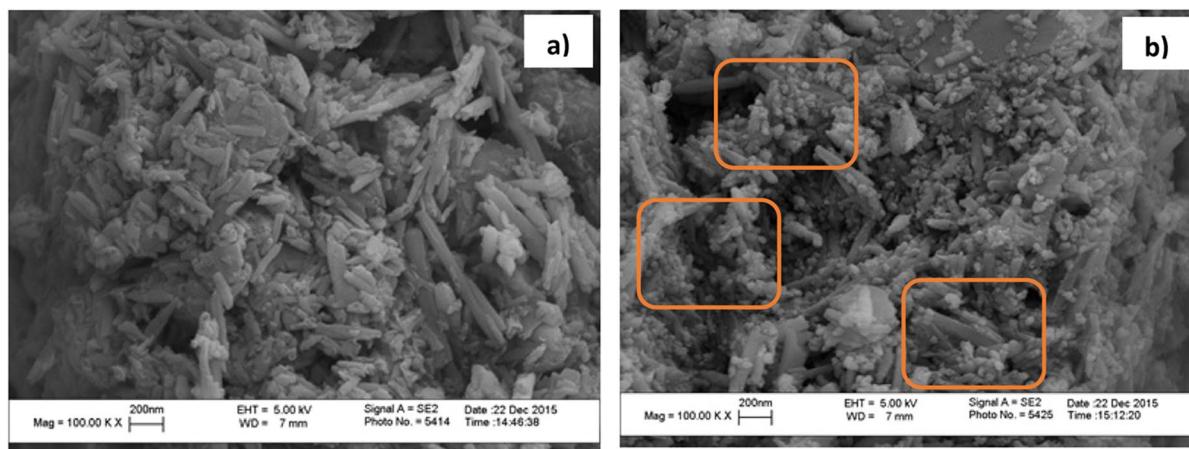 a)
200nm
Mag = 100.00 K X
EHT = 5.00 kV
WD = 7 mm
Signal A = SE2
Photo No. = 5414
Date :22 Dec 2015
Time :14:46:38
b)
200nm
Mag = 100.00 K X
EHT = 5.00 kV
WD = 7 mm
Signal A = SE2
Photo No. = 5425
Date :22 Dec 2015
Time :15:12:20